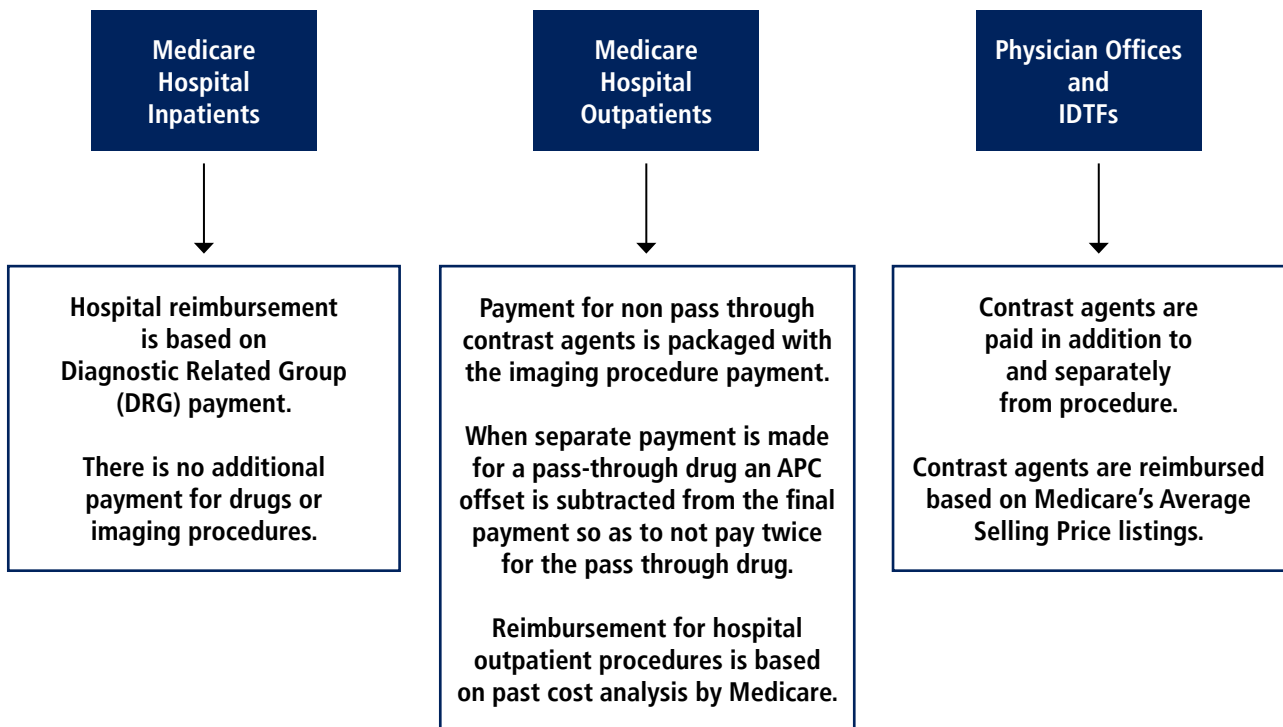 Medicare
Hospital
Inpatients
Hospital reimbursement
is based on
Diagnostic Related Group
(DRG) payment.
There is no additional
payment for drugs or
imaging procedures.
Medicare
Hospital
Outpatients
Payment for non pass through
contrast agents is packaged with
the imaging procedure payment.
When separate payment is made
for a pass-through drug an APC
offset is subtracted from the final
payment so as to not pay twice
for the pass through drug.
Reimbursement for hospital
outpatient procedures is based
on past cost analysis by Medicare.
Physician Offices
and
IDTFs
Contrast agents are
paid in addition to
and separately
from procedure.
Contrast agents are reimbursed
based on Medicare’s Average
Selling Price listings.